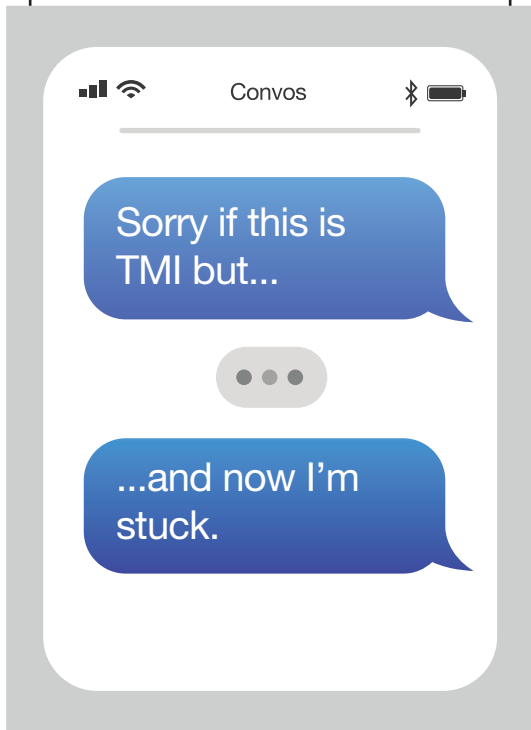 Convos
Sorry if this is
TMI but...
...and now I’m
stuck.